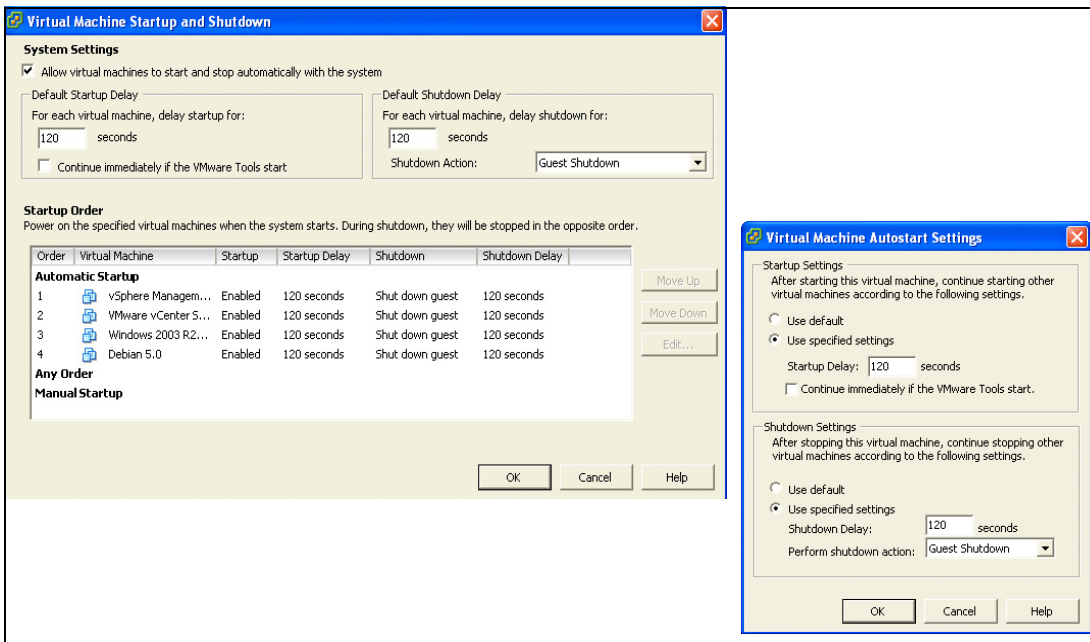 Virtual Machine Startup and Shutdown
System Settings
Allow virtual machines to start and stop automatically with the system
Default Startup Delay
For each virtual machine, delay startup for:
120 seconds
Continue immediately if the VMware Tools start
Default Shutdown Delay
For each virtual machine, delay shutdown for:
120 seconds
Shutdown Action: Guest Shutdown
Startup Order
Power on the specified virtual machines when the system starts. During shutdown, they will be stopped in the opposite order.
Order Virtual Machine Startup Startup Delay Shutdown Shutdown Delay
Automatic Startup
1 vSphere Managem... Enabled 120 seconds Shut down guest 120 seconds
2 VMware vCenter S... Enabled 120 seconds Shut down guest 120 seconds
3 Windows 2003 R2... Enabled 120 seconds Shut down guest 120 seconds
4 Debian 5.0 Enabled 120 seconds Shut down guest 120 seconds
Any Order
Manual Startup
Move Up
Move Down
Edit...
OK Cancel Help
Virtual Machine Autostart Settings
Startup Settings
After starting this virtual machine, continue starting other
virtual machines according to the following settings.
Use default
Use specified settings
Startup Delay: 120 seconds
Continue immediately if the VMware Tools start.
Shutdown Settings
After stopping this virtual machine, continue stopping other
virtual machines according to the following settings.
Use default
Use specified settings
Shutdown Delay: 120 seconds
Perform shutdown action: Guest Shutdown
OK Cancel Help